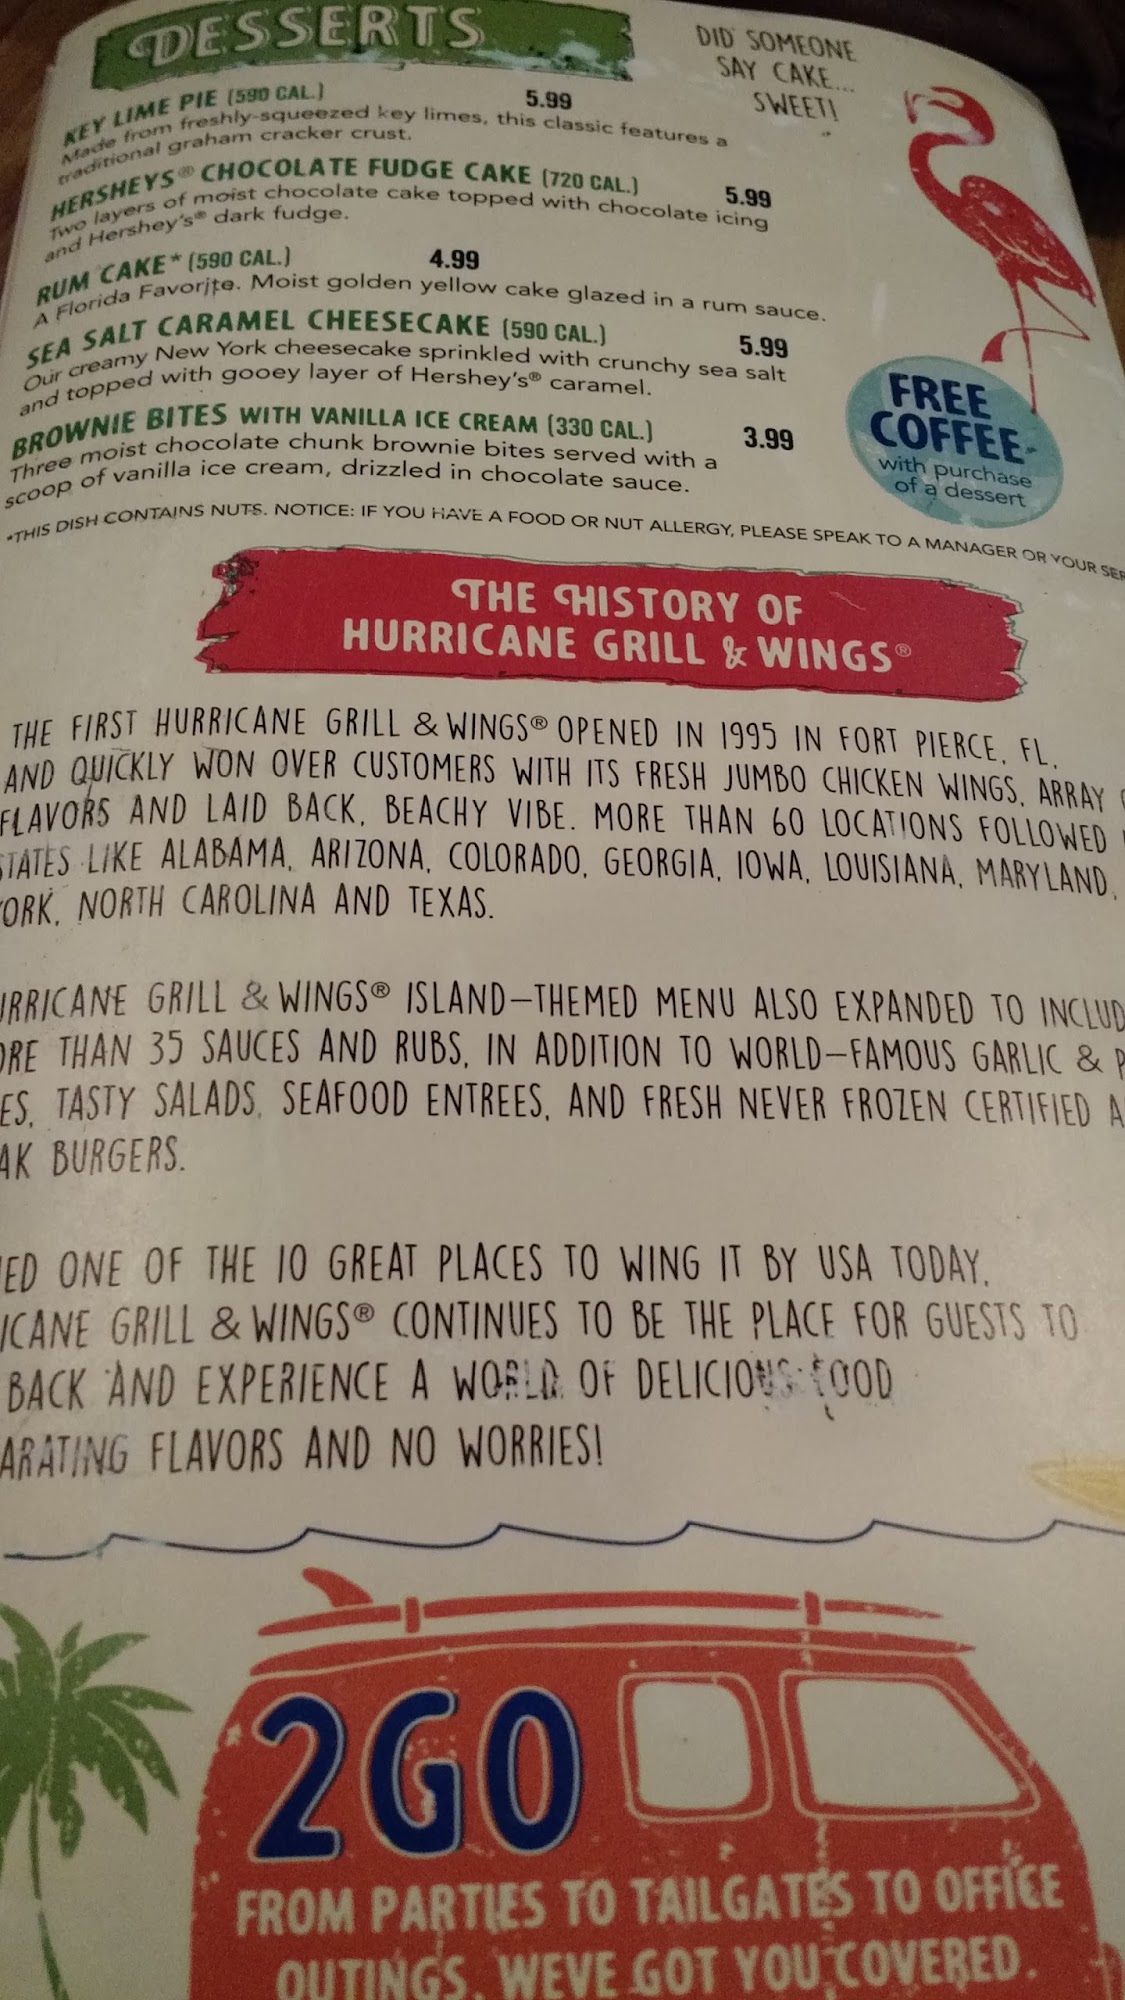 DESSERTS
DID SOMEONE
SAY CAKE...
SWEET!
KEY LIME PIE (590 CAL.) 5.99
Made from freshly-squeezed key limes, this classic features a
traditional graham cracker crust.
HERSHEYS® CHOCOLATE FUDGE CAKE (720 CAL.) 5.99
Two layers of moist chocolate cake topped with chocolate icing
and Hershey's® dark fudge.
RUM CAKE* (590 CAL.) 4.99
A Florida Favorite. Moist golden yellow cake glazed in a rum sauce.
SEA SALT CARAMEL CHEESECAKE (590 CAL.) 5.99
Our creamy New York cheesecake sprinkled with crunchy sea salt
and topped with gooey layer of Hershey's® caramel.
BROWNIE BITES WITH VANILLA ICE CREAM (330 CAL.) 3.99
Three moist chocolate chunk brownie bites served with a
scoop of vanilla ice cream, drizzled in chocolate sauce.
FREE
COFFEE
with purchase
of a dessert
*THIS DISH CONTAINS NUTS. NOTICE: IF YOU HAVE A FOOD OR NUT ALLERGY, PLEASE SPEAK TO A MANAGER OR YOUR SER
THE HISTORY OF
HURRICANE GRILL & WINGS®
THE FIRST HURRICANE GRILL & WINGS® OPENED IN 1995 IN FORT PIERCE, FL,
AND QUICKLY WON OVER CUSTOMERS WITH ITS FRESH JUMBO CHICKEN WINGS, ARRAY
FLAVORS AND LAID BACK, BEACHY VIBE. MORE THAN 60 LOCATIONS FOLLOWED
STATES LIKE ALABAMA, ARIZONA, COLORADO, GEORGIA, IOWA, LOUISIANA, MARYLAND,
ORK, NORTH CAROLINA AND TEXAS.
URRICANE GRILL & WINGS® ISLAND-THEMED MENU ALSO EXPANDED TO INCLUD
ORE THAN 35 SAUCES AND RUBS, IN ADDITION TO WORLD-FAMOUS GARLIC & P
ES, TASTY SALADS, SEAFOOD ENTREES, AND FRESH NEVER FROZEN CERTIFIED A
AK BURGERS.
ED ONE OF THE 10 GREAT PLACES TO WING IT BY USA TODAY,
ICANE GRILL & WINGS® CONTINUES TO BE THE PLACE FOR GUESTS TO
BACK AND EXPERIENCE A WORLD OF DELICIOUS FOOD
ARATING FLAVORS AND NO WORRIES!
2GO
FROM PARTIES TO TAILGATES TO OFFICE
OUTINGS, WEVE GOT YOU COVERED.